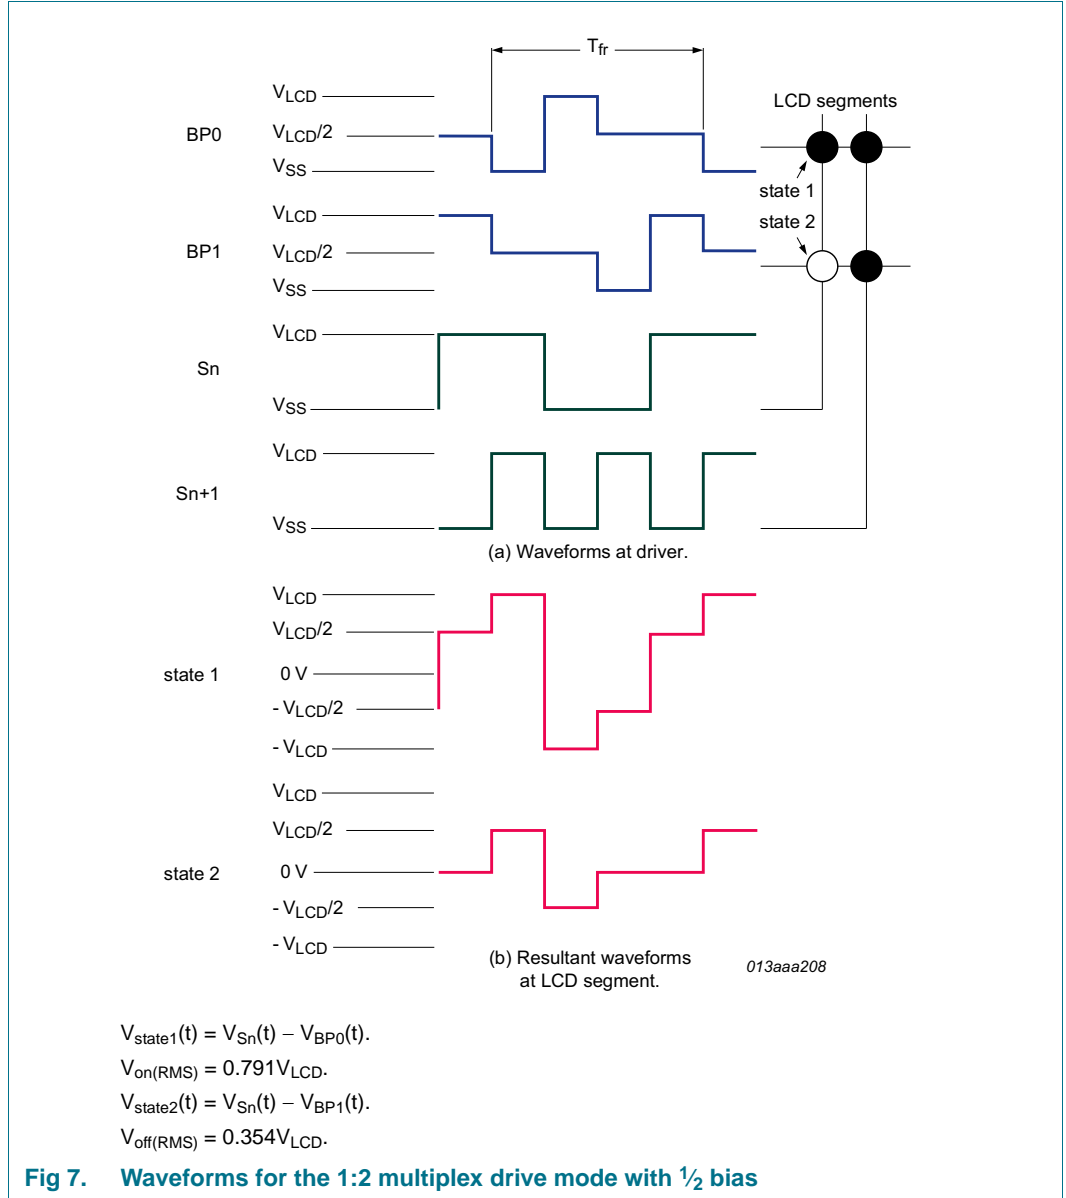 Tfr
VLCD
BP0
VLCD/2
VSS
LCD segments
state 1
state 2
VLCD
BP1
VLCD/2
VSS
VLCD
Sn
VSS
VLCD
Sn+1
VSS
(a) Waveforms at driver.
VLCD
VLCD/2
state 1
0 V
- VLCD/2
- VLCD
VLCD
VLCD/2
state 2
0 V
- VLCD/2
- VLCD
(b) Resultant waveforms
at LCD segment.
013aaa208
Vstate1(t) = VSn(t) − VBP0(t).
Von(RMS) = 0.791VLCD.
Vstate2(t) = VSn(t) − VBP1(t).
Voff(RMS) = 0.354VLCD.
Fig 7. Waveforms for the 1:2 multiplex drive mode with 1⁄2 bias